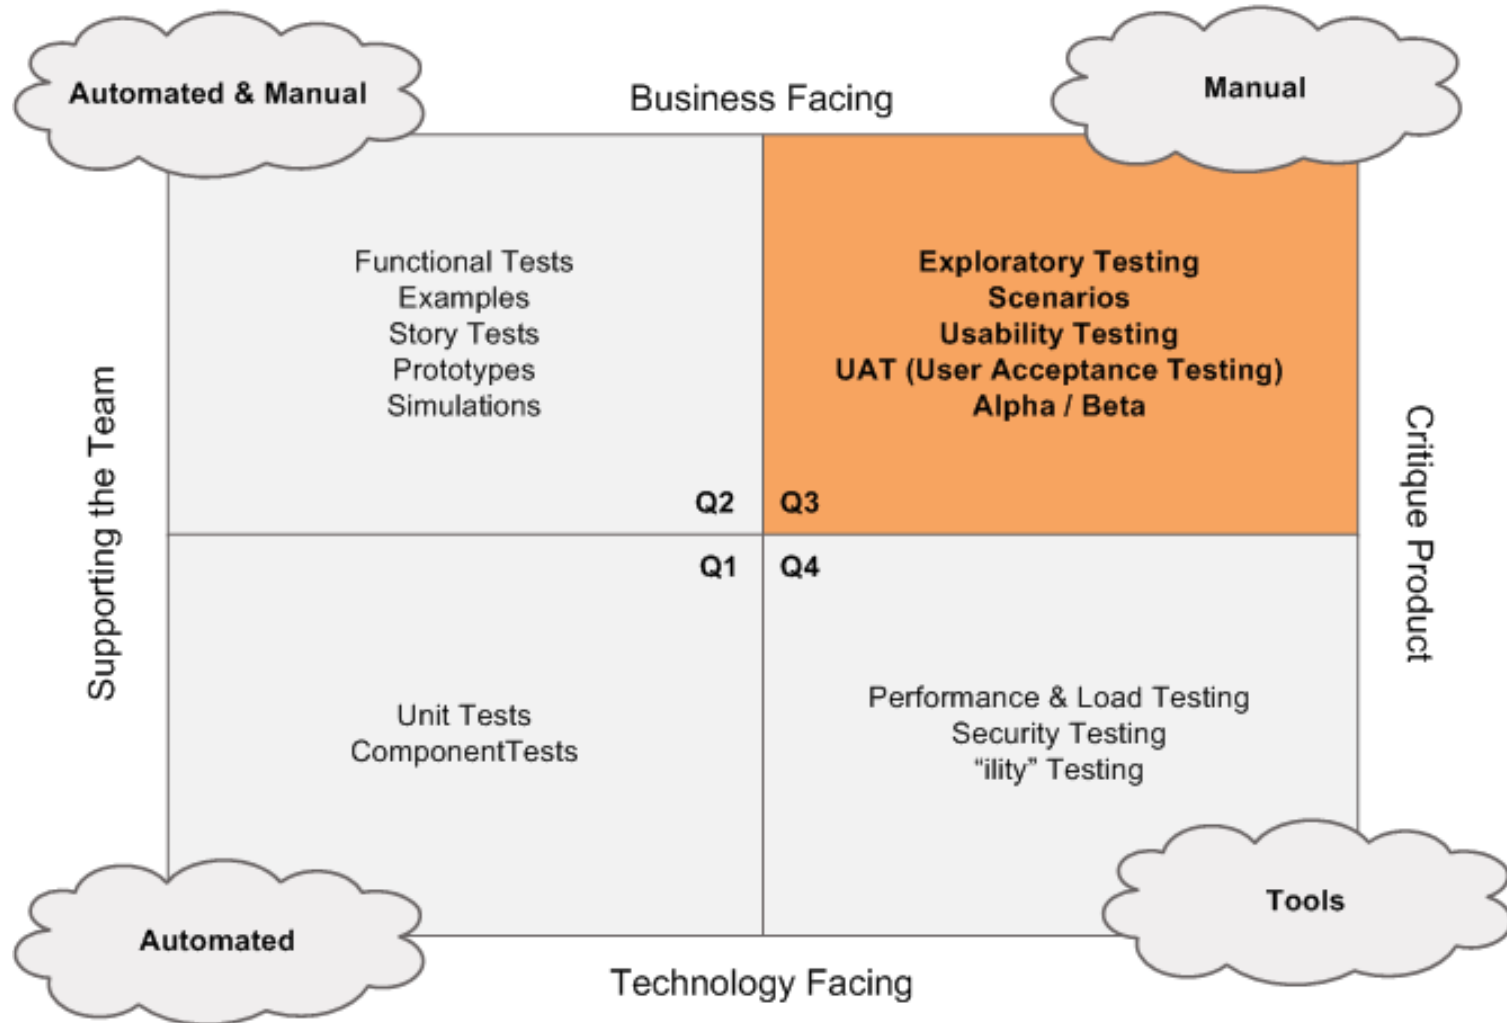 Automated & Manual
Business Facing
Manual
Functional Tests
Examples
Story Tests
Prototypes
Simulations
Q2
Exploratory Testing
Scenarios
Usability Testing
UAT (User Acceptance Testing)
Alpha / Beta
Q3
Supporting the Team
Critique Product
Q1
Unit Tests
ComponentTests
Q4
Performance & Load Testing
Security Testing
“ility” Testing
Automated
Technology Facing
Tools